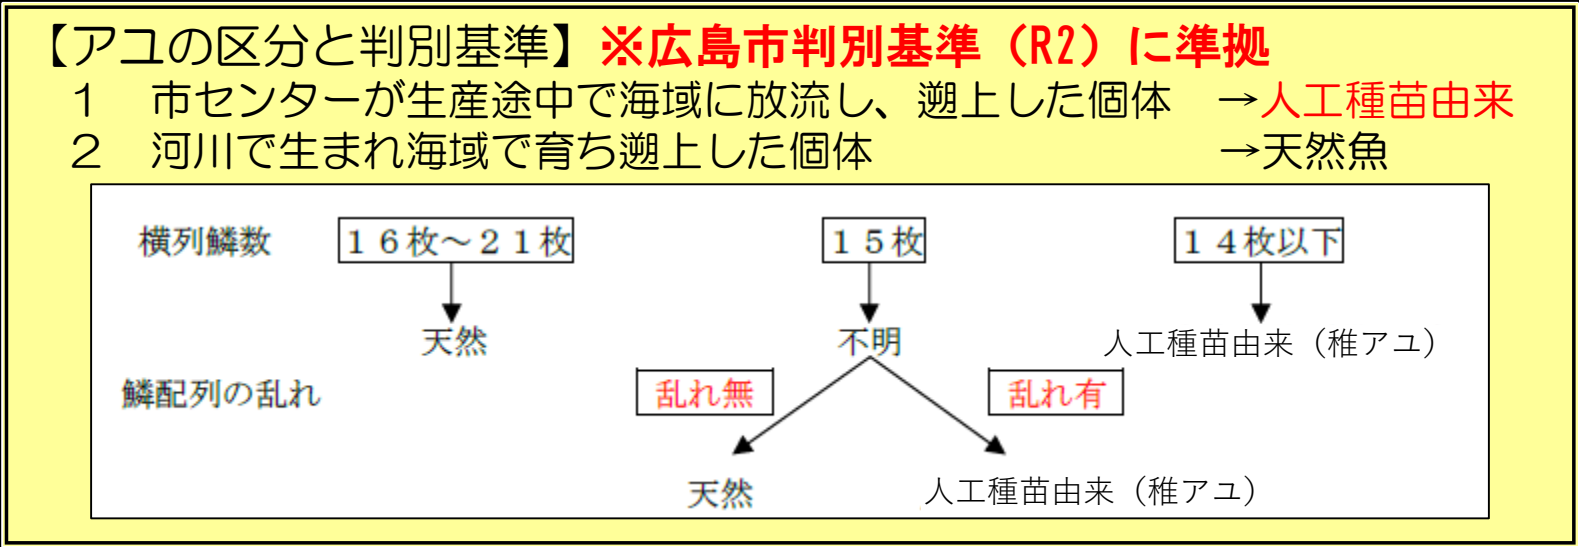 【アユの区分と判別基準】※広島市判別基準（R2）に準拠
１　市センターが生産途中で海域に放流し、遡上した個体　→人工種苗由来
２　河川で生まれ海域で育ち遡上した個体　→天然魚
横列鱗数　１６枚～２１枚　１５枚　１４枚以下
天然　不明　人工種苗由来（稚アユ）
鱗配列の乱れ　乱れ無　乱れ有
天然　人工種苗由来（稚アユ）